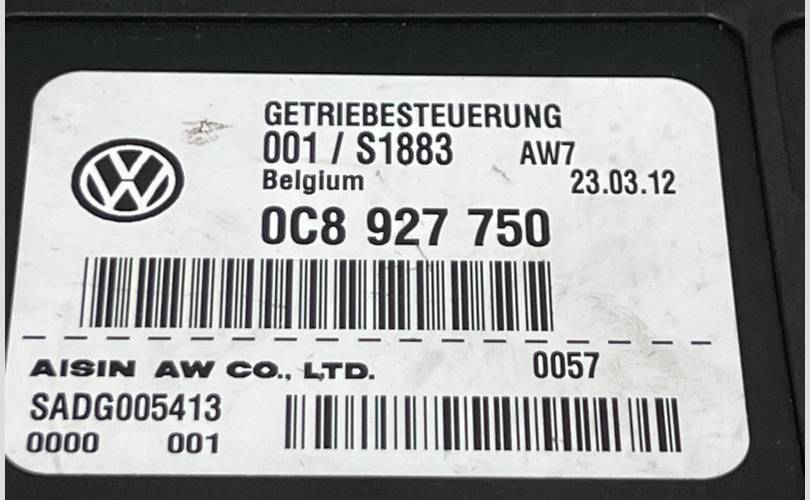 GETRIEBESTEUERUNG
001 / S1883 AW7
Belgium 23.03.12
0C8 927 750
AISIN AW CO., LTD. 0057
SADG005413
0000 001